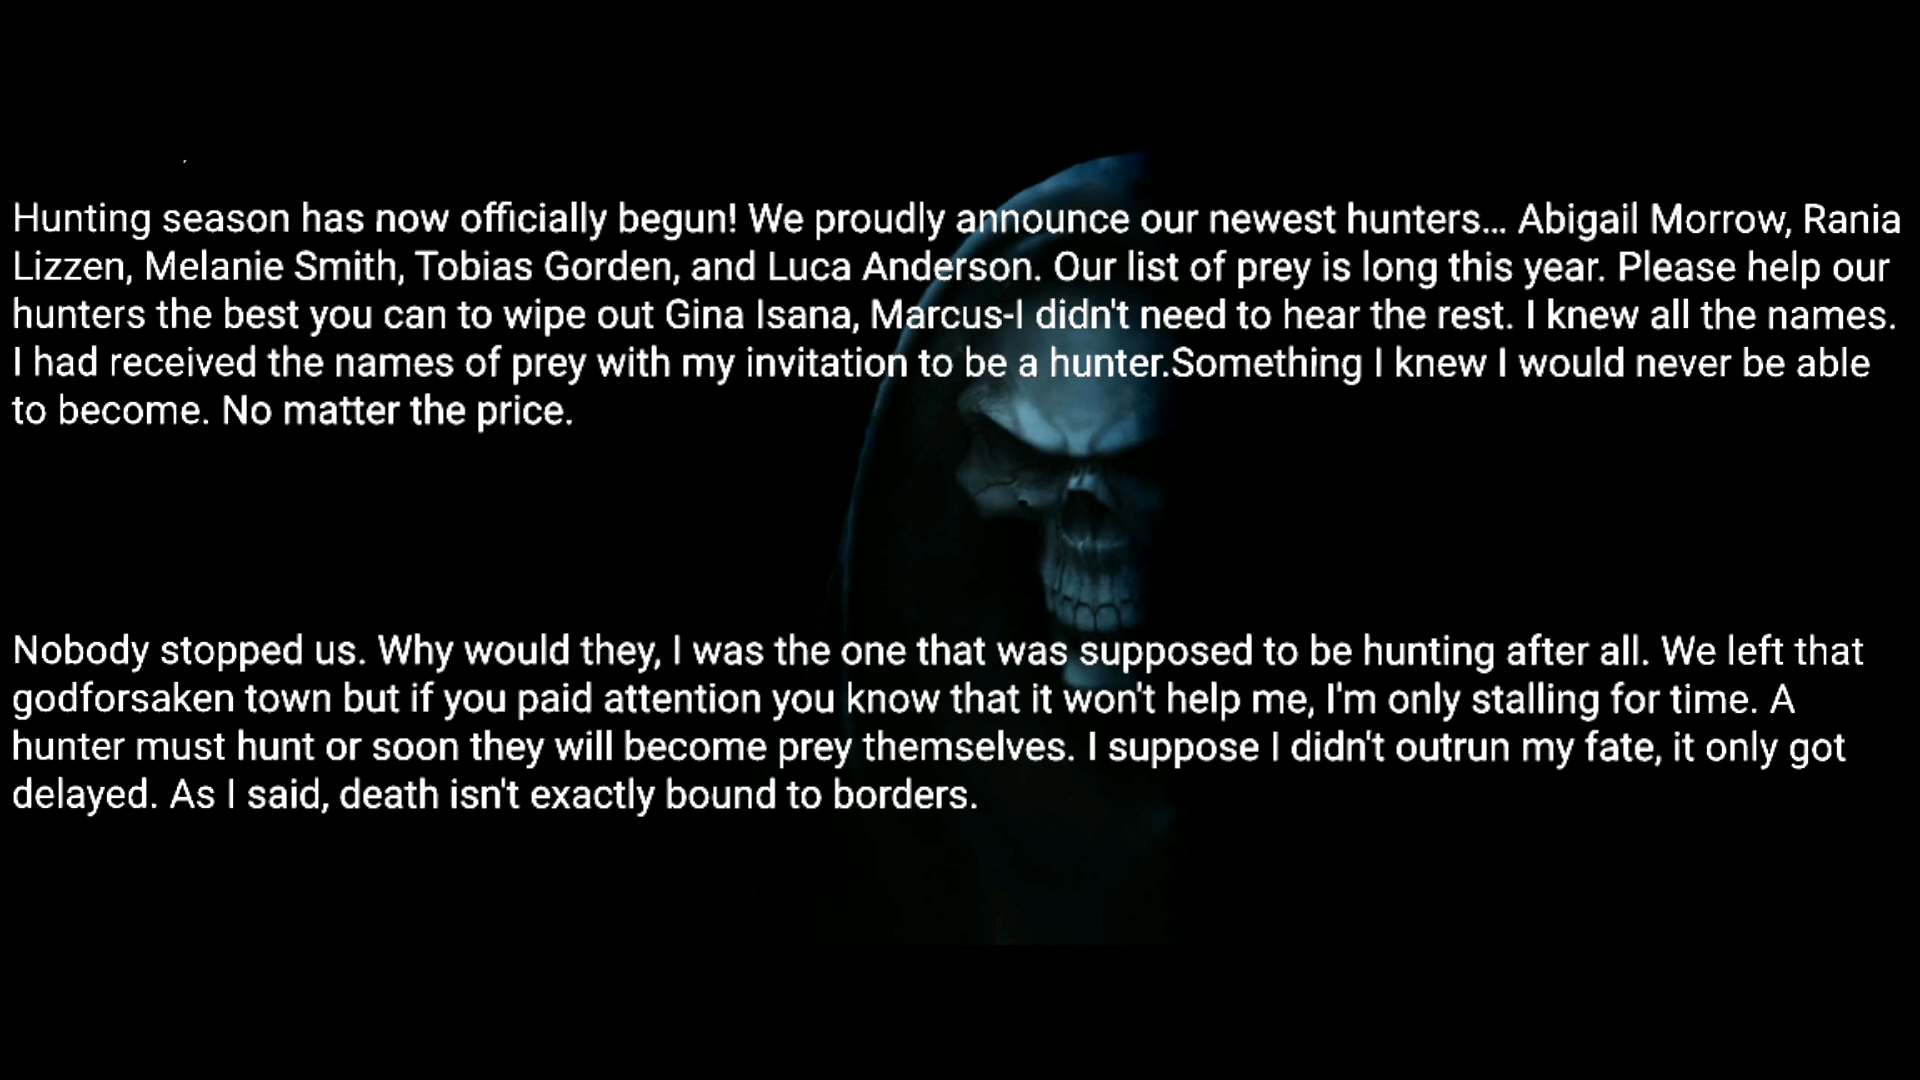 Hunting season has now officially begun! We proudly announce our newest hunters... Abigail Morrow, Rania
Lizzen, Melanie Smith, Tobias Gorden, and Luca Anderson. Our list of prey is long this year. Please help our
hunters the best you can to wipe out Gina Isana, Marcus-I didn't need to hear the rest. I knew all the names.
I had received the names of prey with my invitation to be a hunter.Something I knew I would never be able
to become. No matter the price.
Nobody stopped us. Why would they, I was the one that was supposed to be hunting after all. We left that
godforsaken town but if you paid attention you know that it won't help me, I'm only stalling for time. A
hunter must hunt or soon they will become prey themselves. I suppose I didn't outrun my fate, it only got
delayed. As I said, death isn't exactly bound to borders.